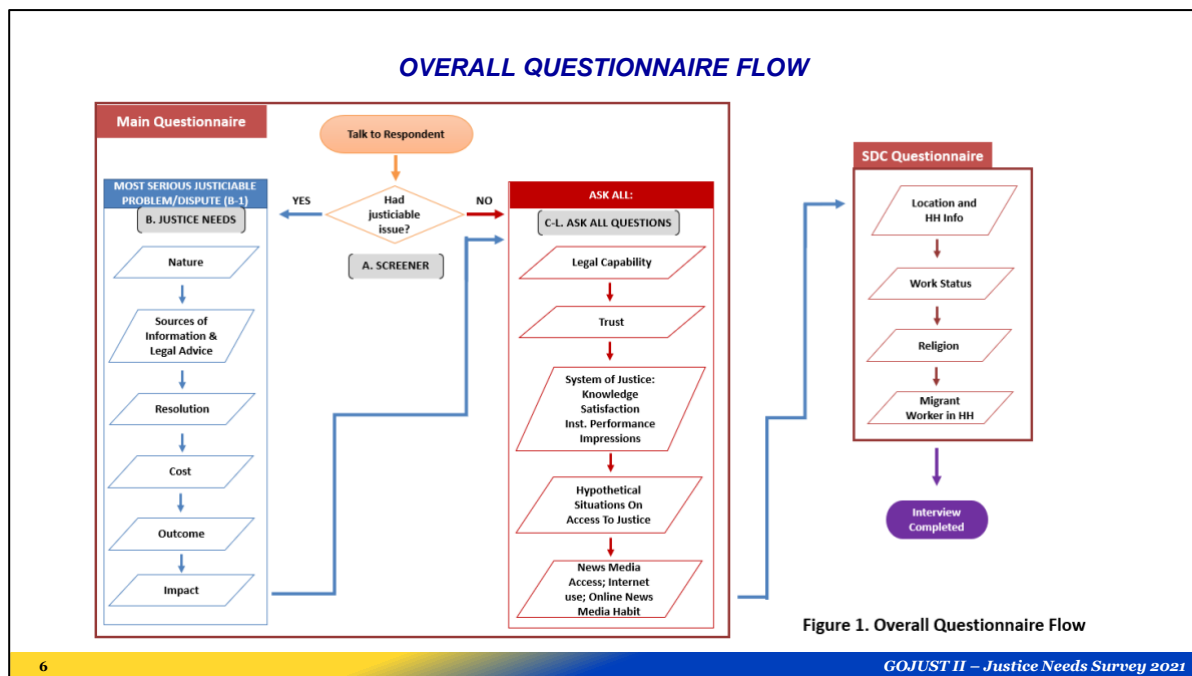 OVERALL QUESTIONNAIRE FLOW
Main Questionnaire
Talk to Respondent
MOST SERIOUS JUSTICIABLE
PROBLEM/DISPUTE (B-1)
B. JUSTICE NEEDS
YES
Had
justiciable
issue?
NO
A. SCREENER
Nature
Sources of
Information &
Legal Advice
Resolution
Cost
Outcome
Impact
ASK ALL:
C-L. ASK ALL QUESTIONS
Legal Capability
Trust
System of Justice:
Knowledge
Satisfaction
Inst. Performance
Impressions
Hypothetical
Situations On
Access To Justice
News Media
Access; Internet
use; Online News
Media Habit
SDC Questionnaire
Location and
HH Info
Work Status
Religion
Migrant
Worker in HH
Interview
Completed
Figure 1. Overall Questionnaire Flow
6
GOJUST II – Justice Needs Survey 2021